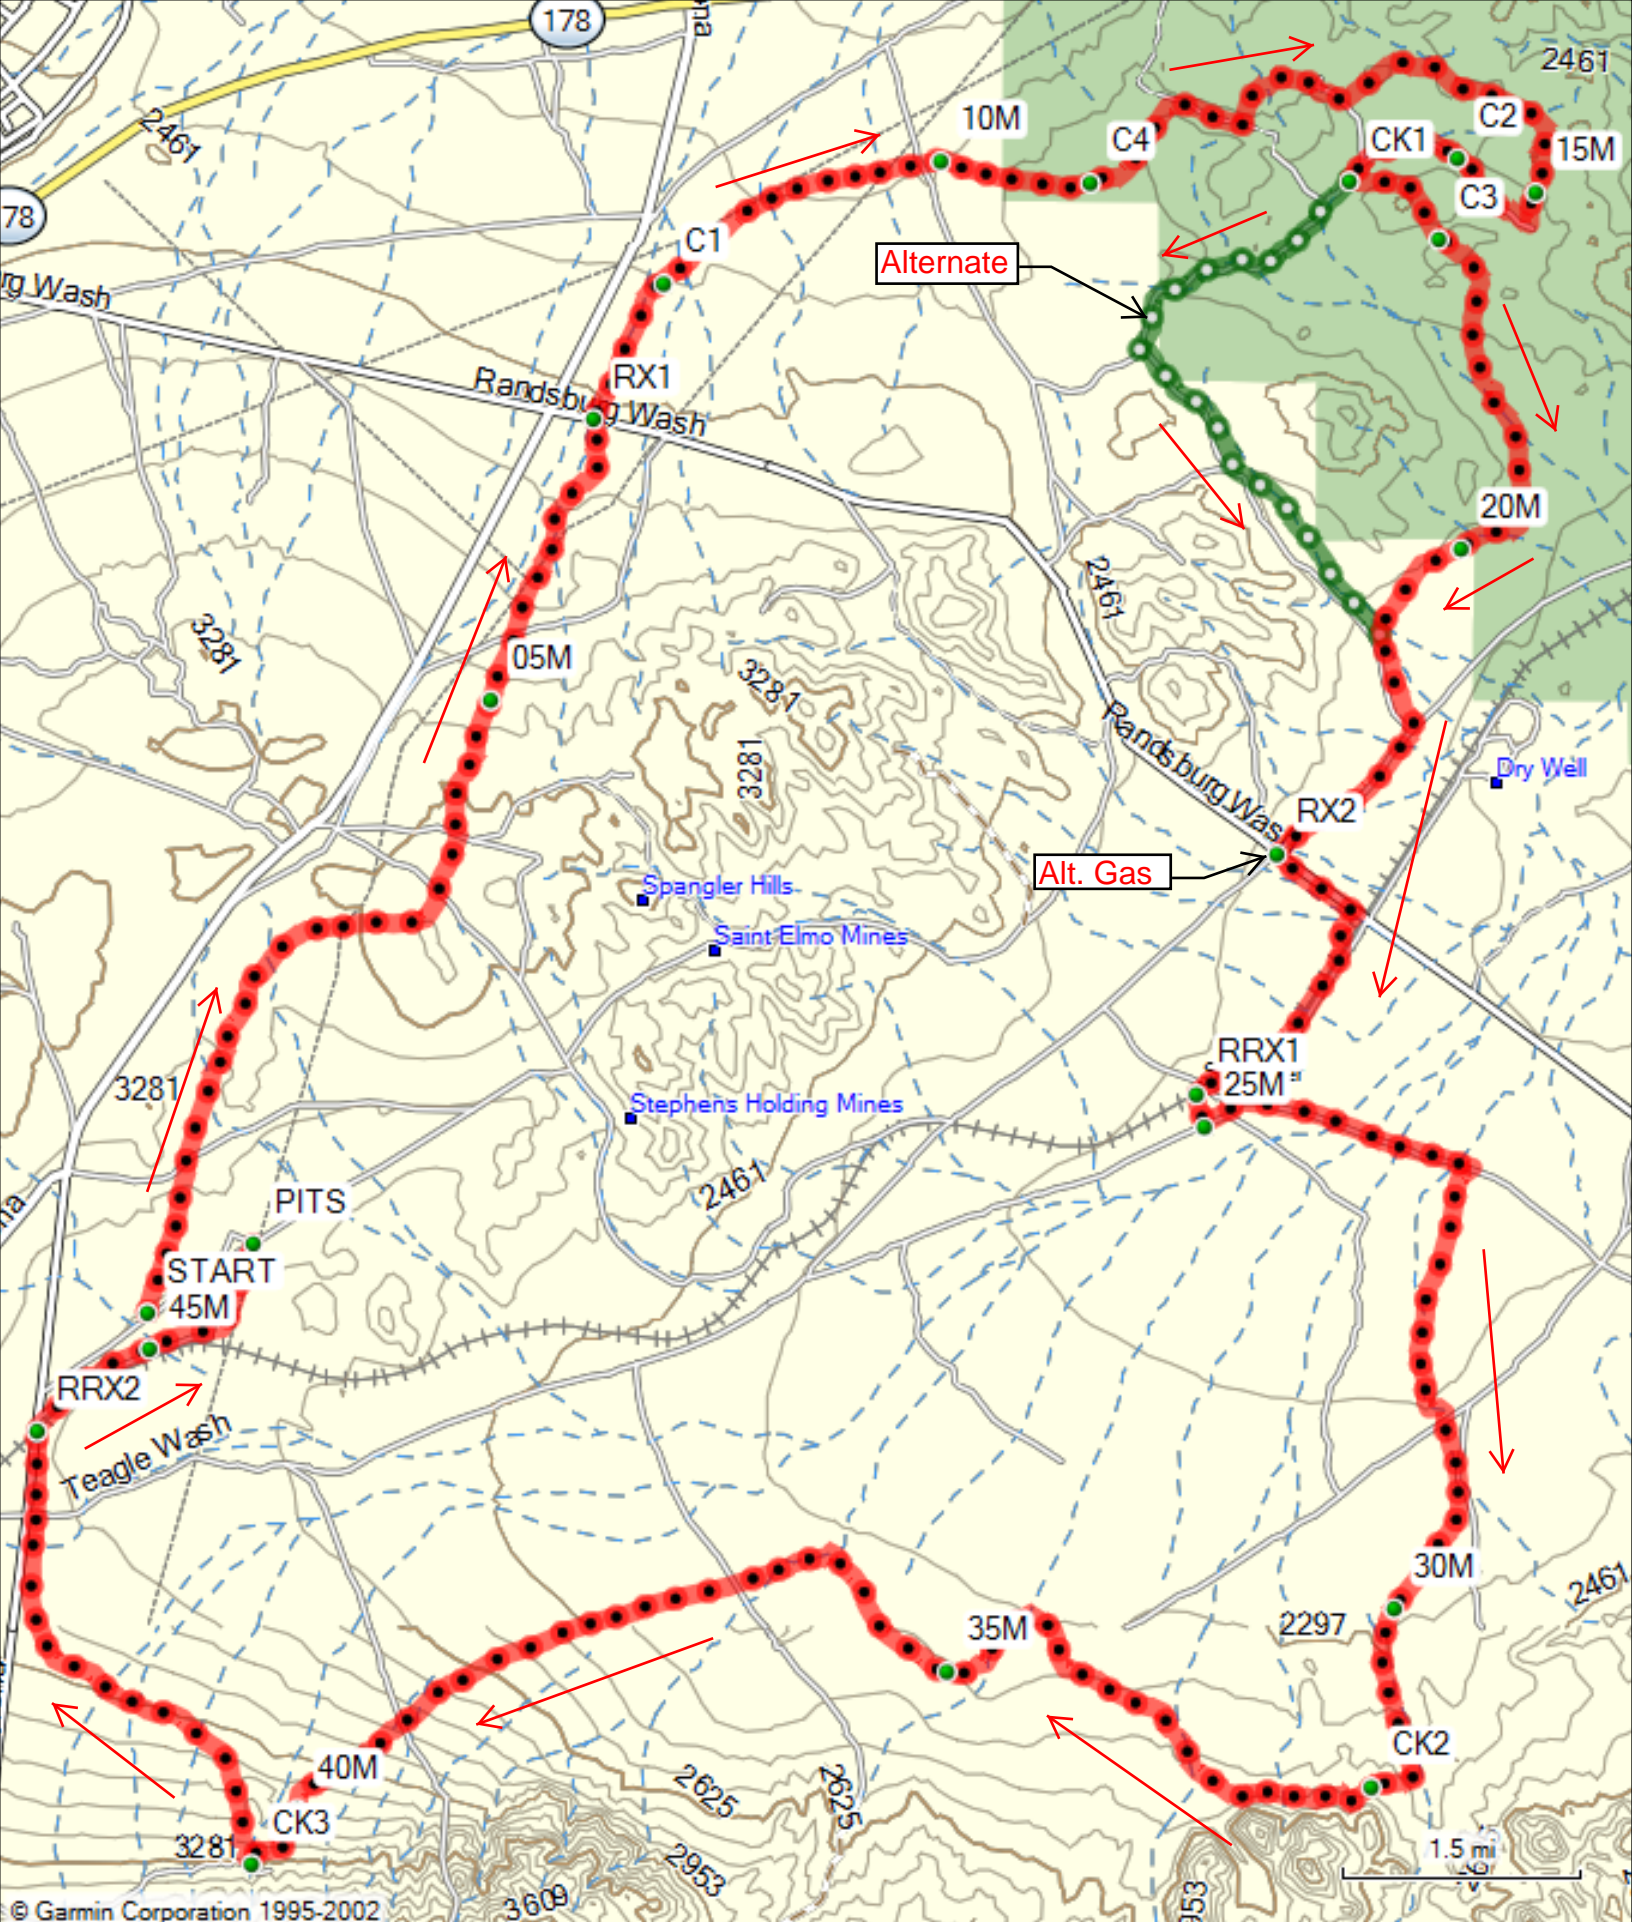 178
2461
2461
10M
C4
C2
CK1
15M
C3
78
C1
Alternate
rg Wash
RX1
Randsburg Wash
20M
2461
3281
05M
3281
3281
Randsburg Was
Dry Well
RX2
Alt. Gas
Spangler Hills
Saint Elmo Mines
RRX1
25M
3281
Stephens Holding Mines
2461
PITS
START
45M
RRX2
Teagle Wash
30M
2461
2297
35M
CK2
40M
2625
2625
CK3
3281
1.5 mi
2953
3609
953
© Garmin Corporation 1995-2002